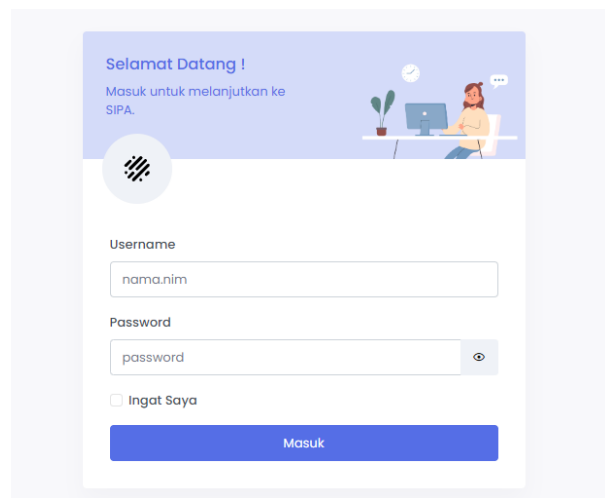 Selamat Datang !
Masuk untuk melanjutkan ke
SIPA.
Username
nama.nim
Password
password
Ingat Saya
Masuk